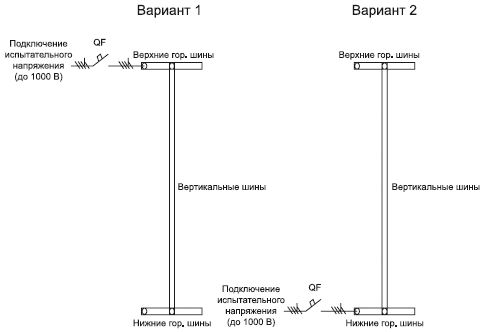 Вариант 1
Вариант 2
Подключение
испытательного
напряжения
(до 1000 В)
QF
Верхние гор. шины
Верхние гор. шины
Вертикальные шины
Вертикальные шины
Подключение
испытательного
напряжения
(до 1000 В)
QF
Нижние гор. шины
Нижние гор. шины